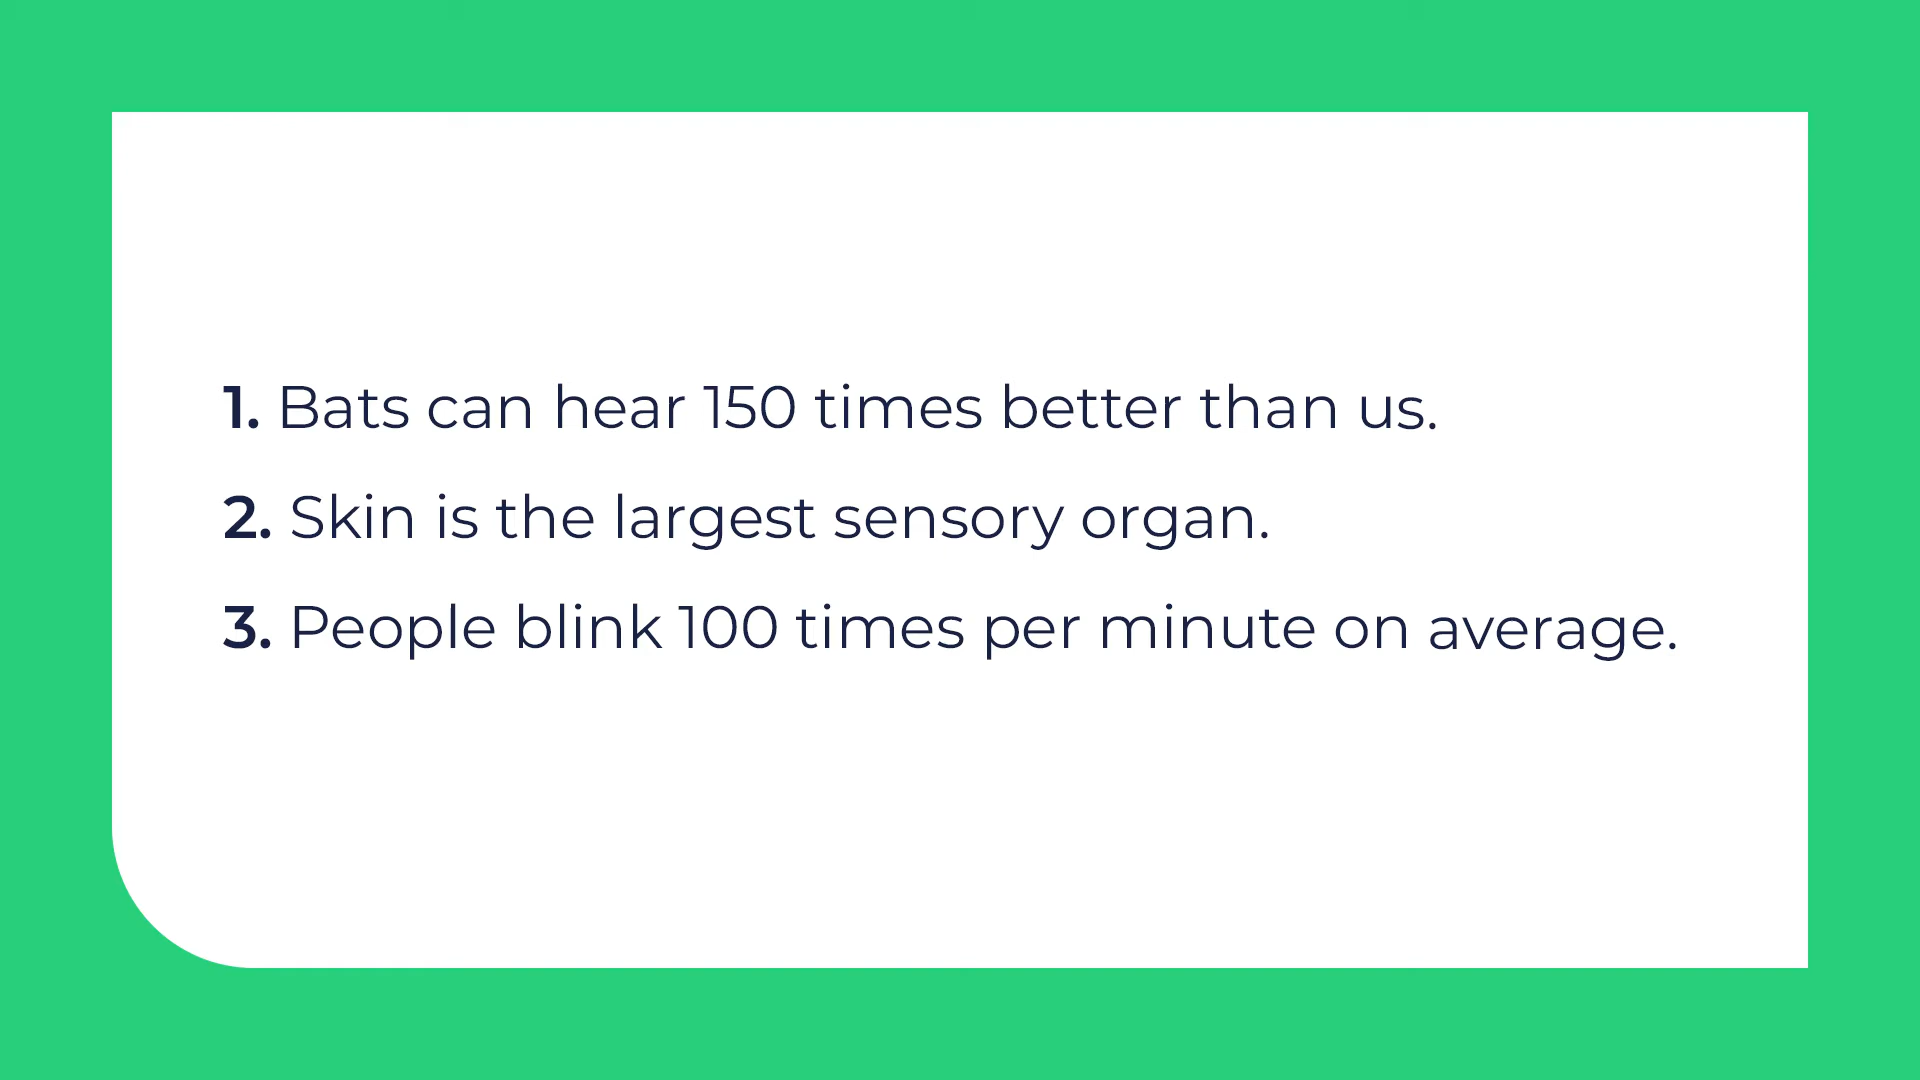 1. Bats can hear 150 times better than us.
2. Skin is the largest sensory organ.
3. People blink 100 times per minute on average.